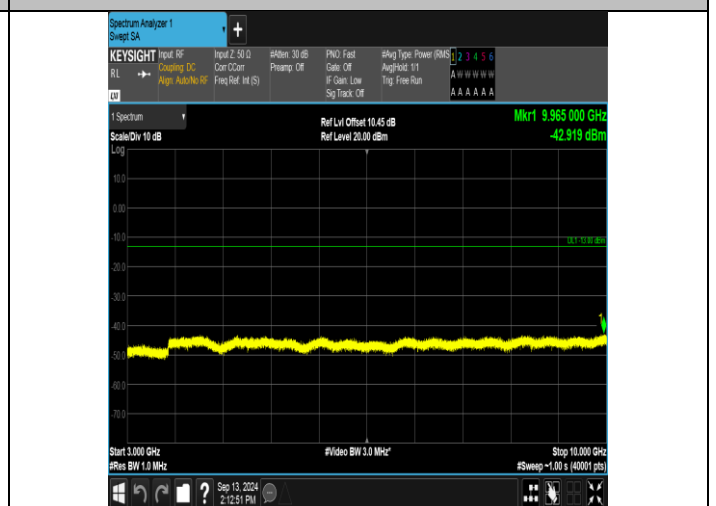 Spectrum Analyzer 1
Swept SA
+
KEYSIGHT
RL
LXI
Input: RF
Coupling: DC
Align: Auto/No RF
Input Z: 50 Ω
Corr CCorr
Freq Ref: Int (S)
#Atten: 30 dB
Preamp: Off
PNO: Fast
Gate: Off
IF Gain: Low
Sig Track: Off
#Avg Type: Power (RMS
Avg|Hold: 1/1
Trig: Free Run
1 2 3 4 5 6
A W W W W W
A A A A A A
1 Spectrum
Scale/Div 10 dB
Log
Ref Lvl Offset 10.45 dB
Ref Level 20.00 dBm
Mkr1 9.965 000 GHz
-42.919 dBm
10.0
0.00
-10.0
DL1 -13.00 dBm
-20.0
-30.0
-40.0
1
-50.0
-60.0
-70.0
Start 3.000 GHz
#Res BW 1.0 MHz
#Video BW 3.0 MHz*
Stop 10.000 GHz
#Sweep ~1.00 s (40001 pts)
?
Sep 13, 2024
2:12:51 PM